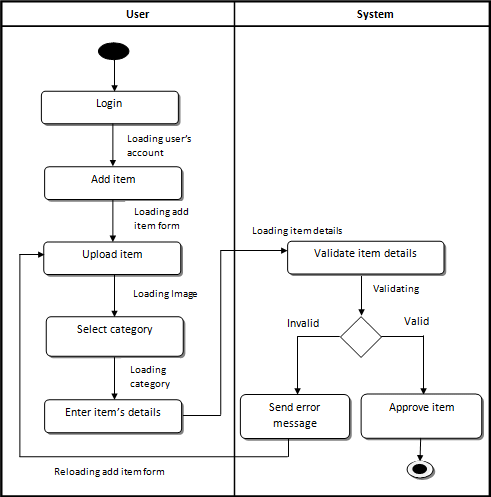 User
System
Login
Loading user's
account
Add item
Loading add
item form
Upload item
Loading item details
Validate item details
Loading Image
Validating
Select category
Invalid
Valid
Loading
category
Enter item's details
Send error
message
Approve item
Reloading add item form